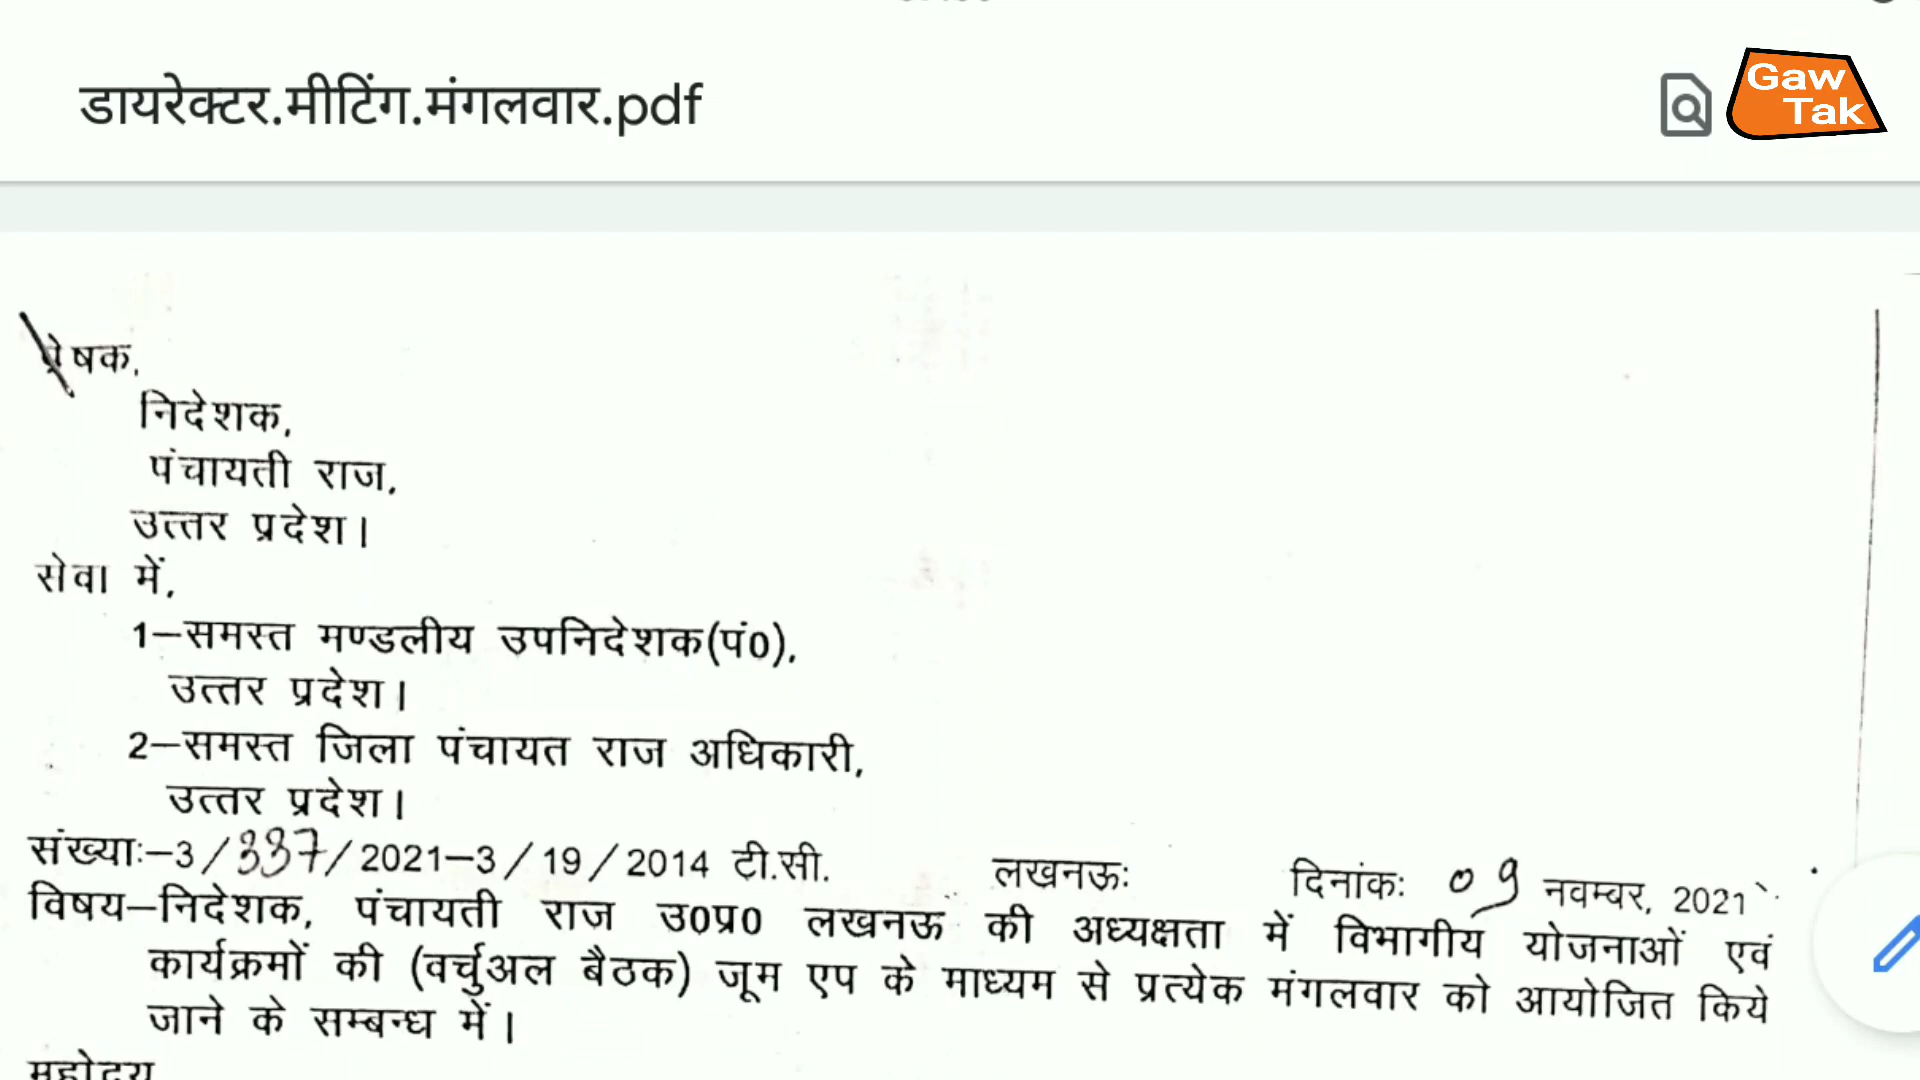 डायरेक्टर.मीटिंग.मंगलवार.pdf
Gaw
Tak
प्रेषक,
निदेशक,
पंचायती राज,
उत्तर प्रदेश।
सेवा में,
1–समस्त मण्डलीय उपनिदेशक(पं0),
उत्तर प्रदेश।
2–समस्त जिला पंचायत राज अधिकारी,
उत्तर प्रदेश।
संख्याः–3/337/2021–3/19/2014 टी.सी. लखनऊः दिनांकः 09 नवम्बर, 2021
विषय–निदेशक, पंचायती राज उ0प्र0 लखनऊ की अध्यक्षता में विभागीय योजनाओं एवं
कार्यक्रमों की (वर्चुअल बैठक) जूम एप के माध्यम से प्रत्येक मंगलवार को आयोजित किये
जाने के सम्बन्ध में।
महोदय